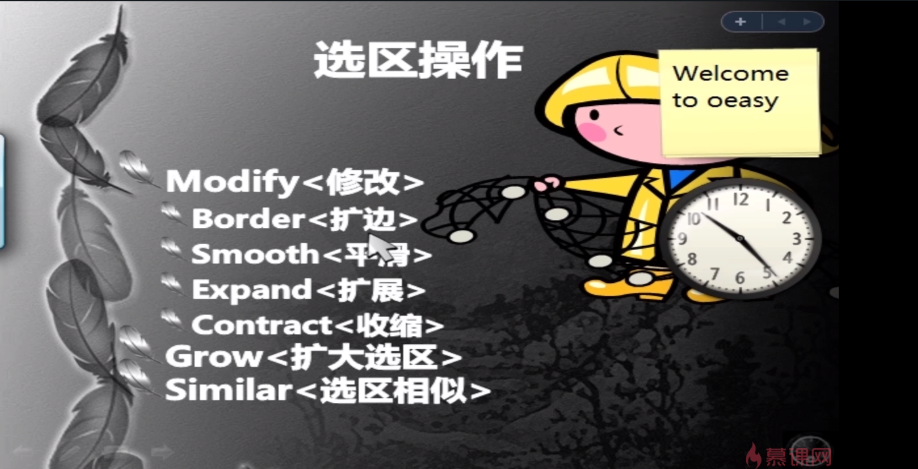 选区操作
Welcome
to oeasy
Modify<修改>
Border<扩边>
Smooth<平滑>
Expand<扩展>
Contract<收缩>
Grow<扩大选区>
Similar<选区相似>
12
1
2
3
4
5
6
7
8
9
10
11
慕课网